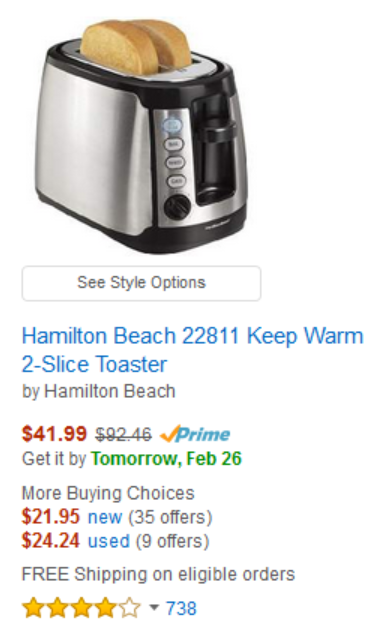 See Style Options
Hamilton Beach 22811 Keep Warm
2-Slice Toaster
by Hamilton Beach
$41.99 $92.46 Prime
Get it by Tomorrow, Feb 26
More Buying Choices
$21.95 new (35 offers)
$24.24 used (9 offers)
FREE Shipping on eligible orders
738